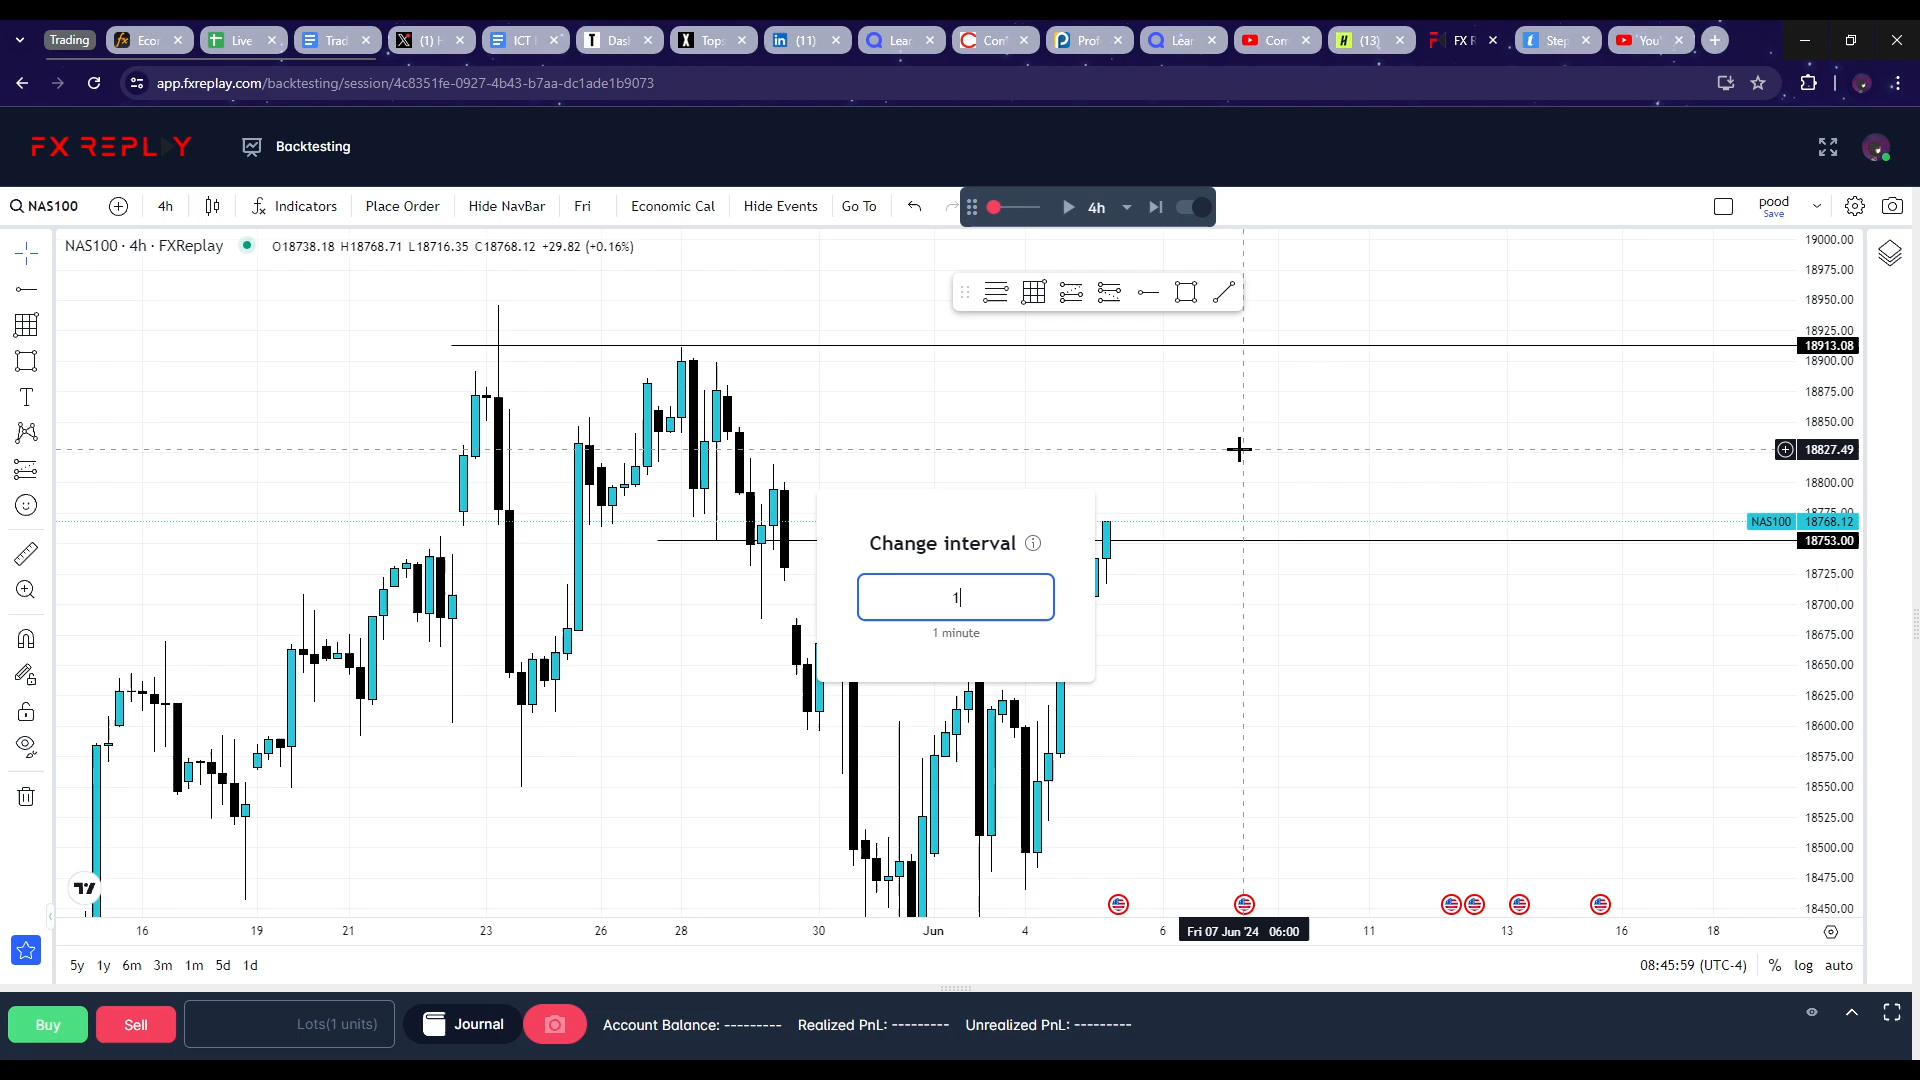 Trading Ecor Live Trad (1) H ICT Dasl Tops (11) Lear Conf Prof Lear Con (13) FX R Step You'
app.fxreplay.com/backtesting/session/4c8351fe-0927-4b43-b7aa-dc1ade1b9073
FX REPLAY Backtesting
NAS100 4h Indicators Place Order Hide NavBar Fri Economic Cal Hide Events Go To 4h pood
Save
NAS100 · 4h · FXReplay O18738.18 H18768.71 L18716.35 C18768.12 +29.82 (+0.16%)
19000.00
18975.00
18950.00
18925.00
18913.08
18900.00
18875.00
18850.00
18827.49
18800.00
18775.00
NAS100 18768.12
18753.00
18725.00
18700.00
18675.00
18650.00
18625.00
18600.00
18575.00
18550.00
18525.00
18500.00
18475.00
18450.00
Change interval
1
1 minute
16 19 21 23 26 28 30 Jun 4 6 Fri 07 Jun '24 06:00 11 13 16 18
5y 1y 6m 3m 1m 5d 1d 08:45:59 (UTC-4) % log auto
Buy Sell Lots(1 units) Journal Account Balance: --------- Realized PnL: --------- Unrealized PnL: ---------